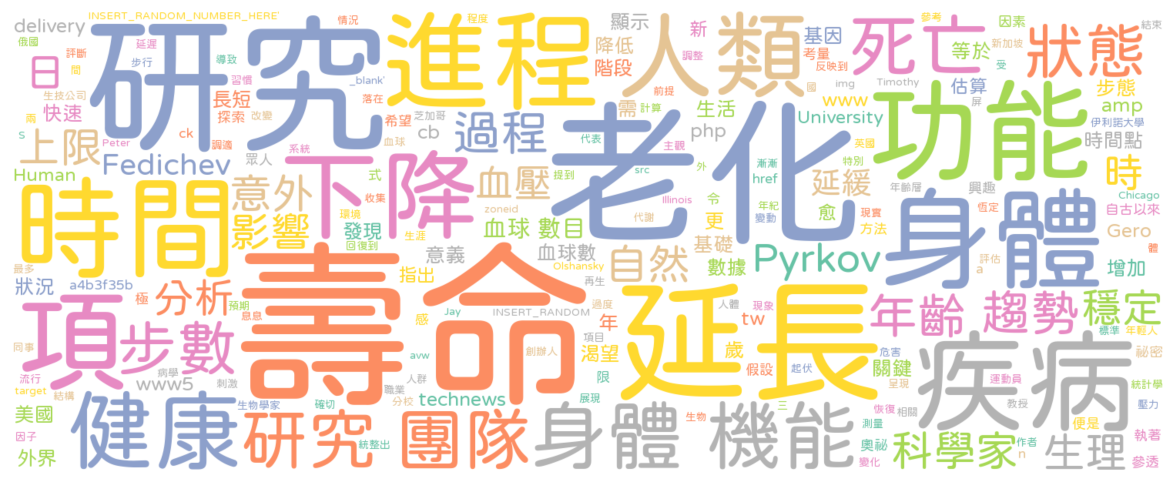 delivery
INSERT_RANDOM_NUMBER_HERE'
俄國
延遲
情況
程度
評斷
間
步行
導致
_blank'
研究
進程
顯示
降低
階段
人類
新
調整
基因
考量
反映到
死亡
因素
等於
新加坡
受
狀態
參考
結束
日
生技公司
快速
兩
s
長短
探索
習慣
改變
落在
希望
芝加哥
cb
過程
前提
需
計算
生活
php
www
img
國
Timothy
屏
University
估算
步態
amp
伊利諾大學
時間點
上限
Peter
ck
調適
系統
血球
眾人
Fedichev
Human
式
收集
下降
老化
代表
主觀
提到
外
src
令
更
href
英國
漸漸
特別
功能
年齡層
興趣
時
Chicago
自古以來
時間
意外
影響
發現
環境
回復到
血壓
zoneid
生涯
血球 數目
意義
血球數
Olshansky
代謝
Illinois
基礎
數據
年紀
變動
延緩
愈
現實
方法
恆定
身體
Gero
體
增加
最多
狀況
a4b3f35b
極
分析
預期
息息
指出
感
自然
再生
Pyrkov
評估
a
項
步數
壽命
Jay
INSERT_RANDOM
過度
年
延長
人體
現象
tw
歲
年齡
趨勢
穩定
標準
年輕人
同事
流行
target
病學
www5
結構
刺激
avw
職業
人群
創辦人
項目
渴望
限
假設
起伏
危害
關鍵
呈現
疾病
運動員
祕密
統計學
美國
因子
外界
健康
生物學家
確切
分校
technews
展現
統整出
研究 團隊
身體 機能
生物
三
測量
恢復
相關
奧祕
變化
教授
科學家
作者
n
便是
壓力
生理
執著
參透